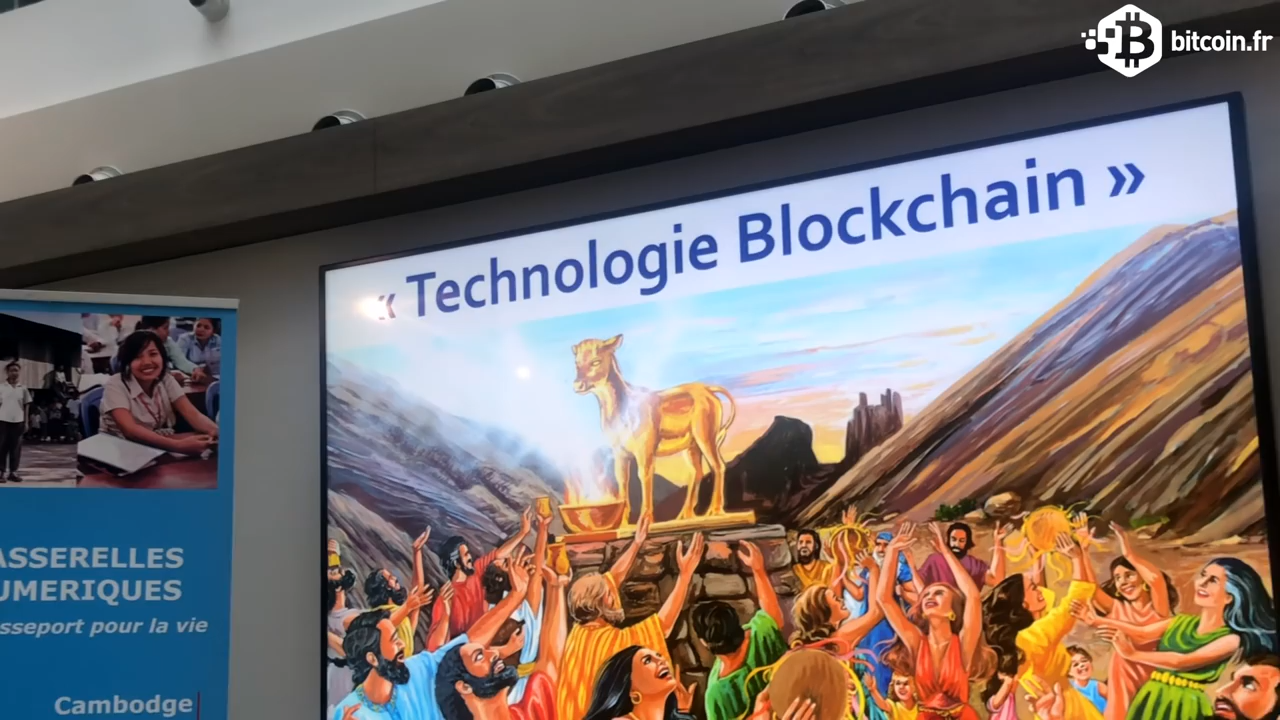 bitcoin.fr
« Technologie Blockchain »
ASSERELLES
UMERIQUES
sseport pour la vie
Cambodge